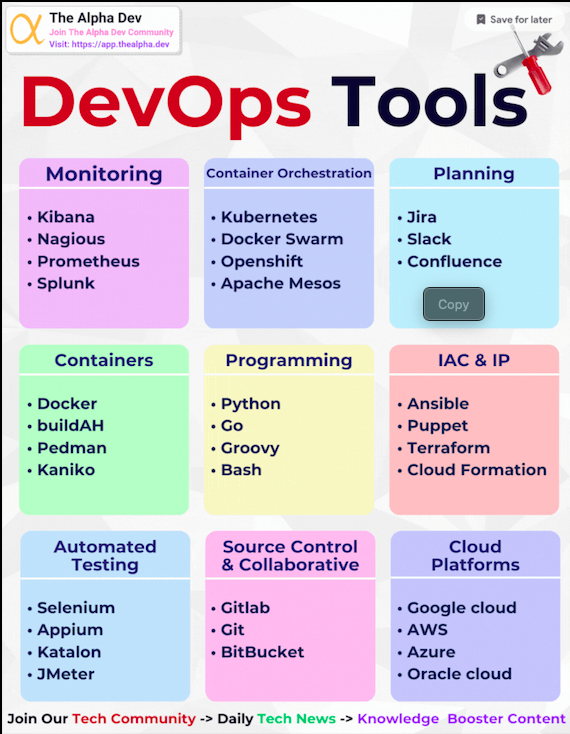 The Alpha Dev
Join The Alpha Dev Community
Visit: https://app.thealpha.dev
Save for later
DevOps Tools
Monitoring
• Kibana
• Nagious
• Prometheus
• Splunk
Container Orchestration
• Kubernetes
• Docker Swarm
• Openshift
• Apache Mesos
Planning
• Jira
• Slack
• Confluence
Copy
Containers
• Docker
• buildAH
• Pedman
• Kaniko
Programming
• Python
• Go
• Groovy
• Bash
IAC & IP
• Ansible
• Puppet
• Terraform
• Cloud Formation
Automated
Testing
• Selenium
• Appium
• Katalon
• JMeter
Source Control
& Collaborative
• Gitlab
• Git
• BitBucket
Cloud
Platforms
• Google cloud
• AWS
• Azure
• Oracle cloud
Join Our Tech Community -> Daily Tech News -> Knowledge Booster Content